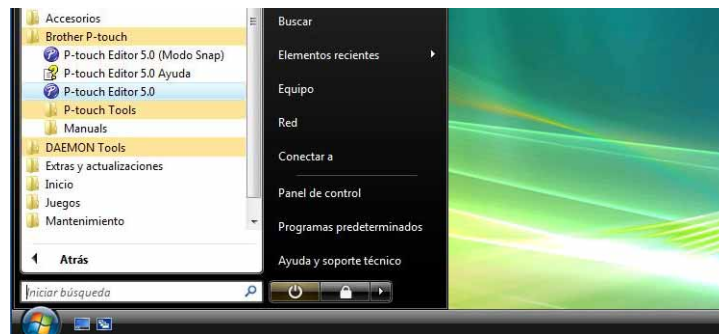 Accesorios
Brother P-touch
P-touch Editor 5.0 (Modo Snap)
P-touch Editor 5.0 Ayuda
P-touch Editor 5.0
P-touch Tools
Manuals
DAEMON Tools
Extras y actualizaciones
Inicio
Juegos
Mantenimiento
Atrás
Iniciar búsqueda
Buscar
Elementos recientes
Equipo
Red
Conectar a
Panel de control
Programas predeterminados
Ayuda y soporte técnico